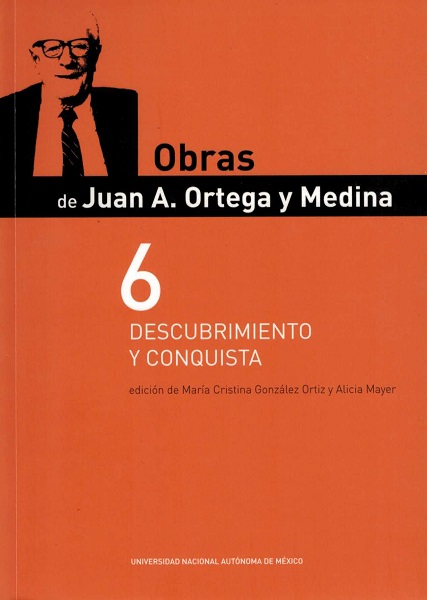 Obras
de Juan A. Ortega y Medina
6
DESCUBRIMIENTO
Y CONQUISTA
edición de María Cristina González Ortiz y Alicia Mayer
UNIVERSIDAD NACIONAL AUTÓNOMA DE MÉXICO